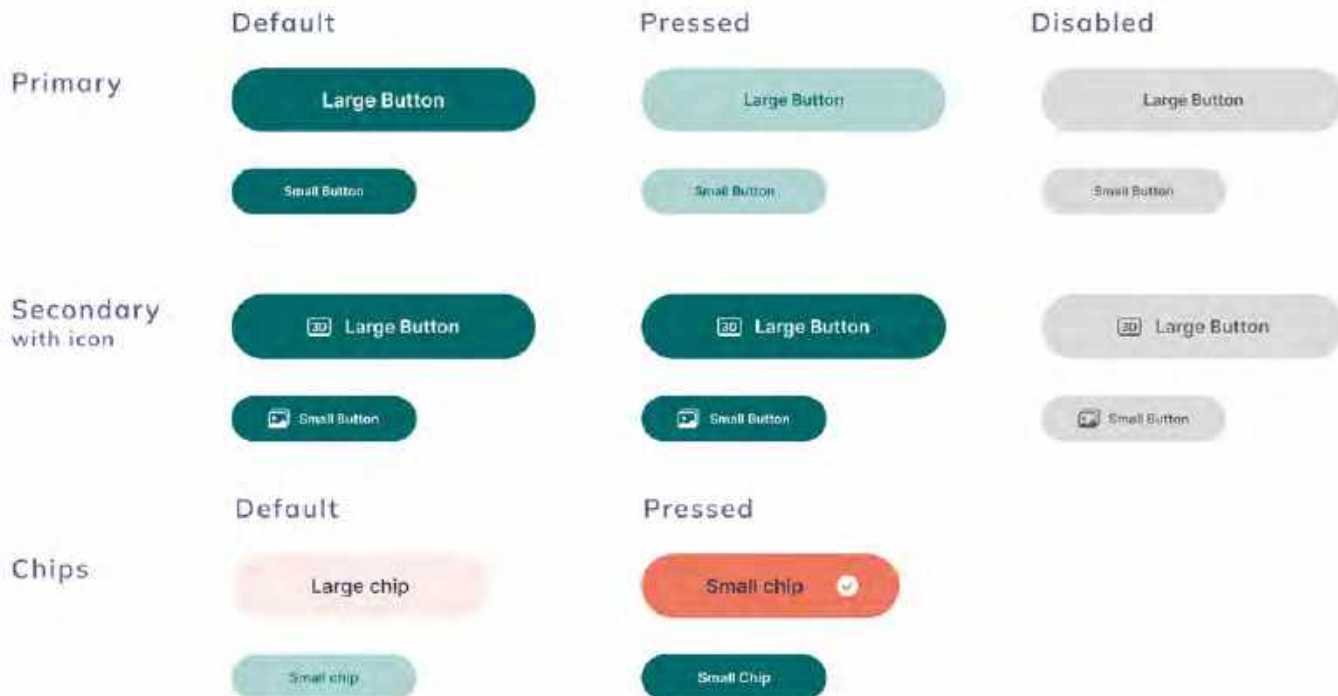 Default
Pressed
Disabled
Primary
Large Button
Large Button
Large Button
Small Button
Small Button
Small Button
Secondary
with icon
3D Large Button
3D Large Button
3D Large Button
Small Button
Small Button
Small Button
Default
Pressed
Chips
Large chip
Small chip
Small chip
Small Chip